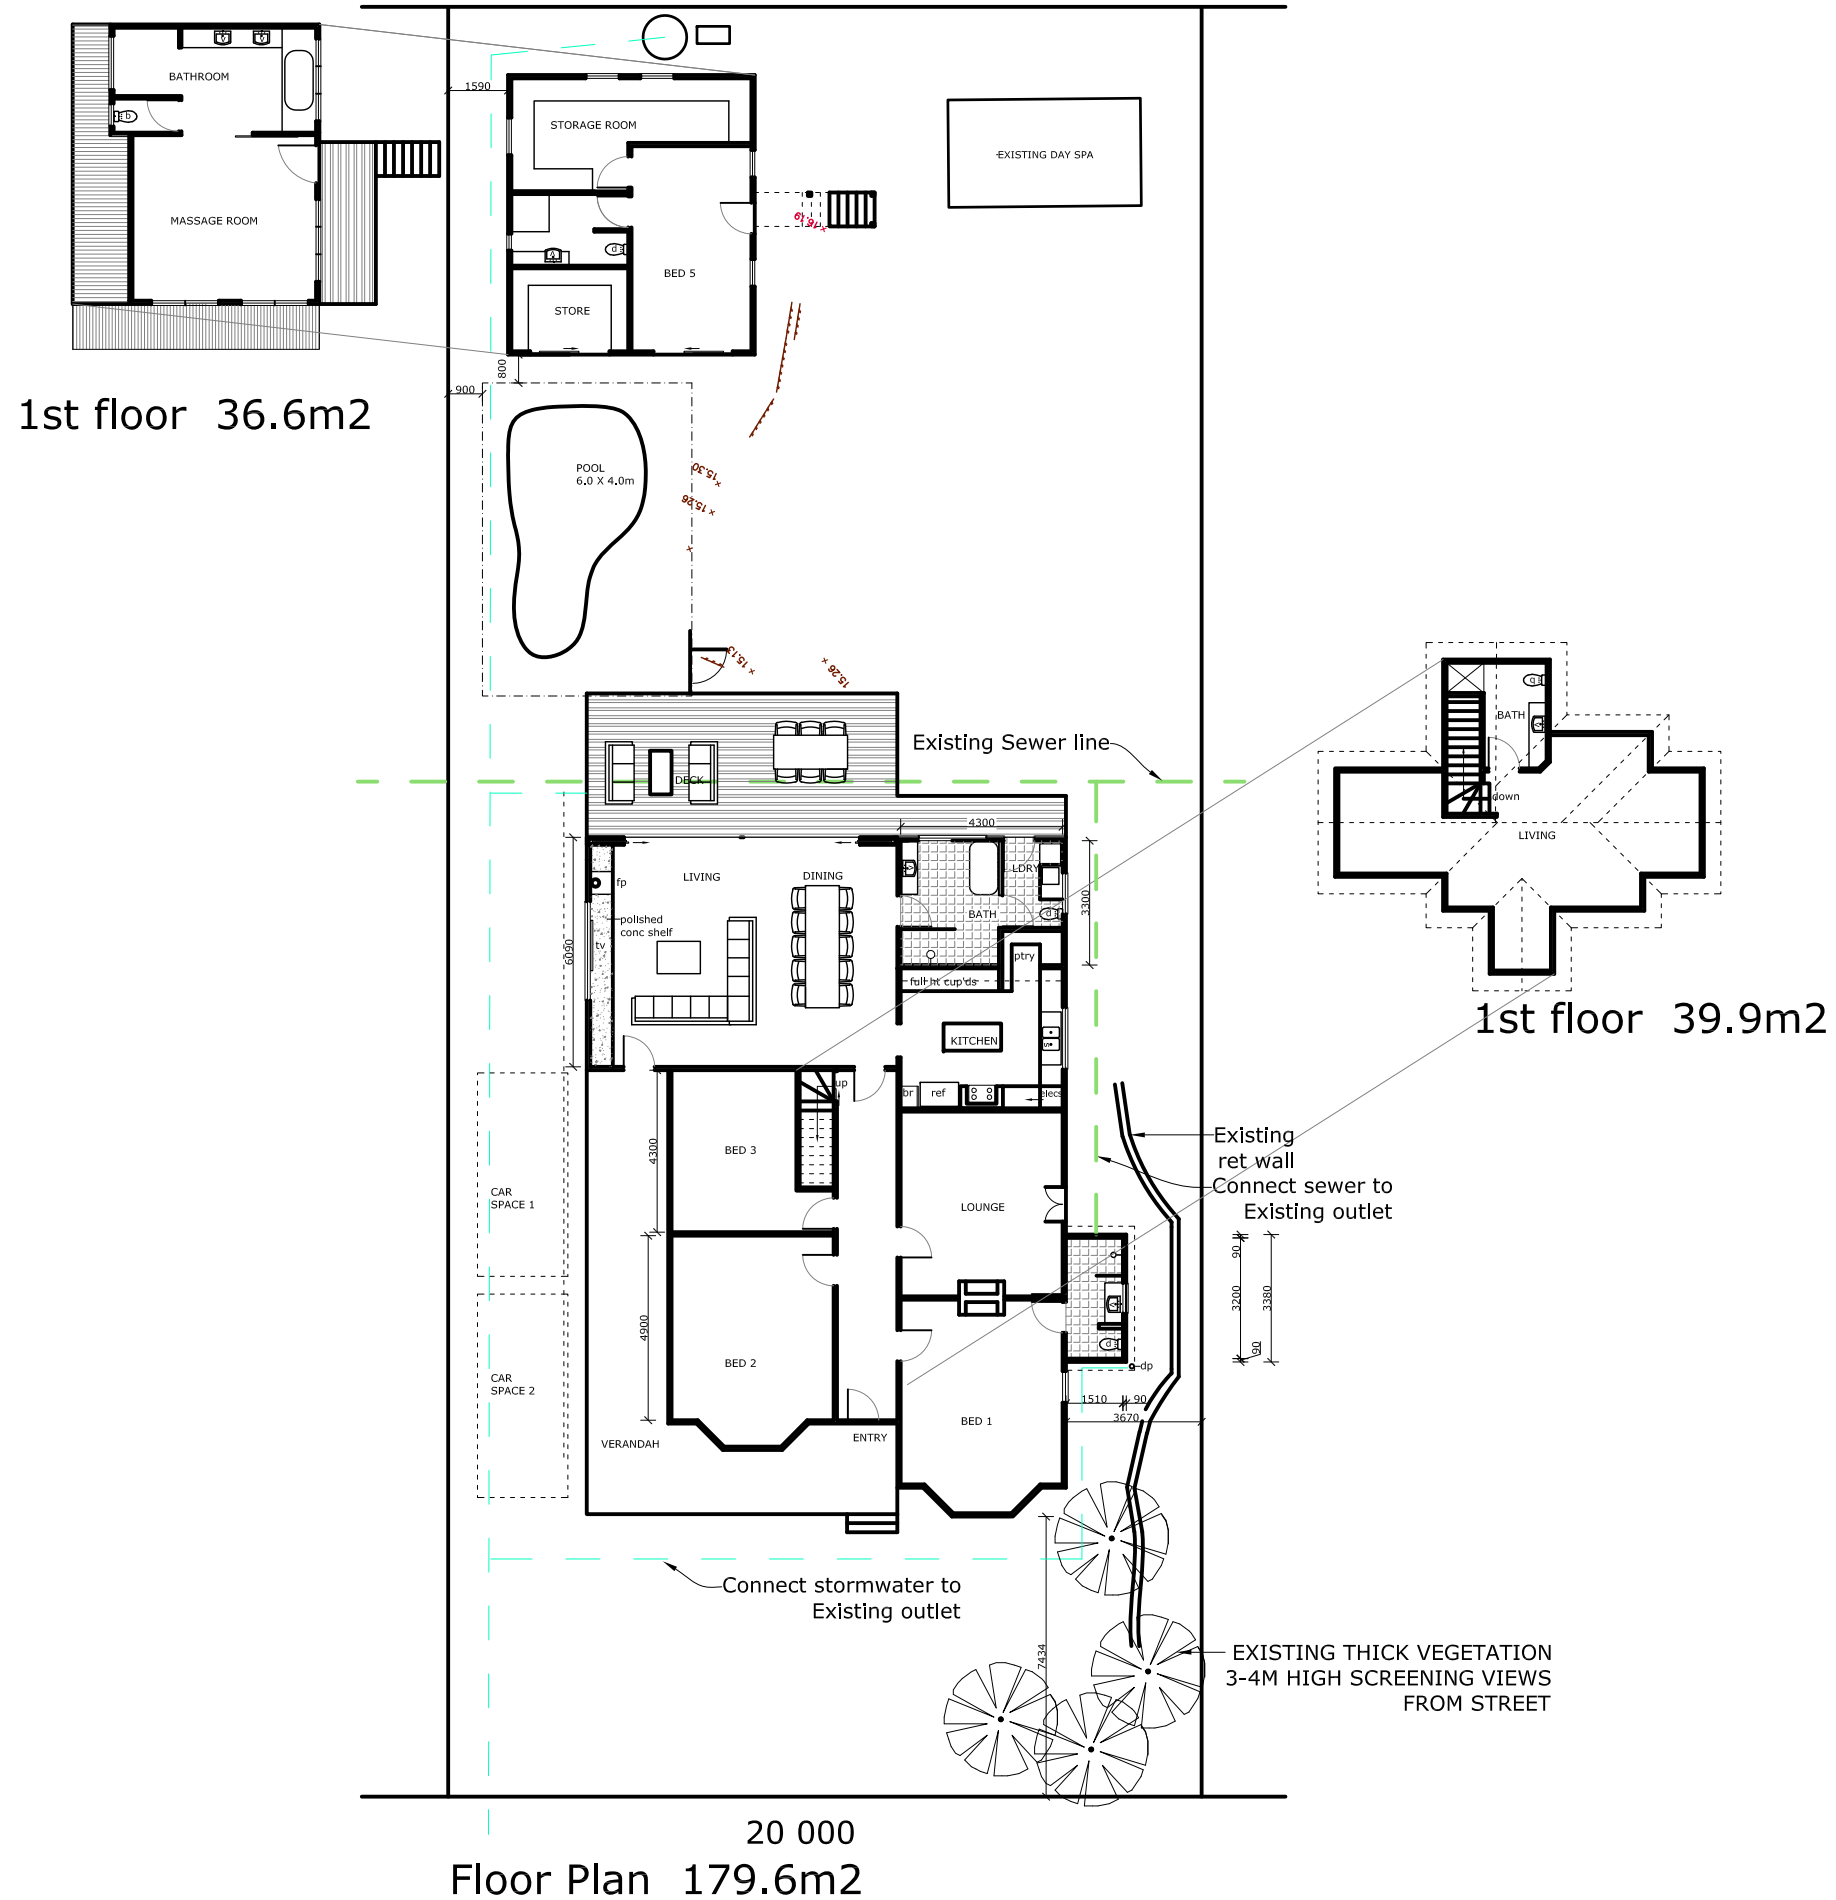 BATHROOM
MASSAGE ROOM
1st floor 36.6m2
1590
STORAGE ROOM
EXISTING DAY SPA
16.19
BED 5
STORE
800
900
POOL
6.0 X 4.0m
15.30
15.26
15.13
15.26
Existing Sewer line
DECK
4300
BATH
down
LIVING
1st floor 39.9m2
LIVING
DINING
LDRY
fp
polished
conc shelf
tv
6090
BATH
3300
ptry
full ht cup'ds
KITCHEN
up
br
ref
elecs
BED 3
4300
LOUNGE
Existing
ret wall
Connect sewer to
Existing outlet
CAR
SPACE 1
90
3200
3380
90
4900
BED 2
CAR
SPACE 2
dp
1510
90
3670
BED 1
VERANDAH
ENTRY
Connect stormwater to
Existing outlet
7434
EXISTING THICK VEGETATION
3-4M HIGH SCREENING VIEWS
FROM STREET
20 000
Floor Plan 179.6m2